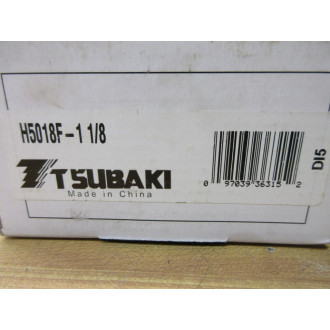 H5018F-1 1/8
TSUBAKI
Made in China
0 97039 36315 2
DI5